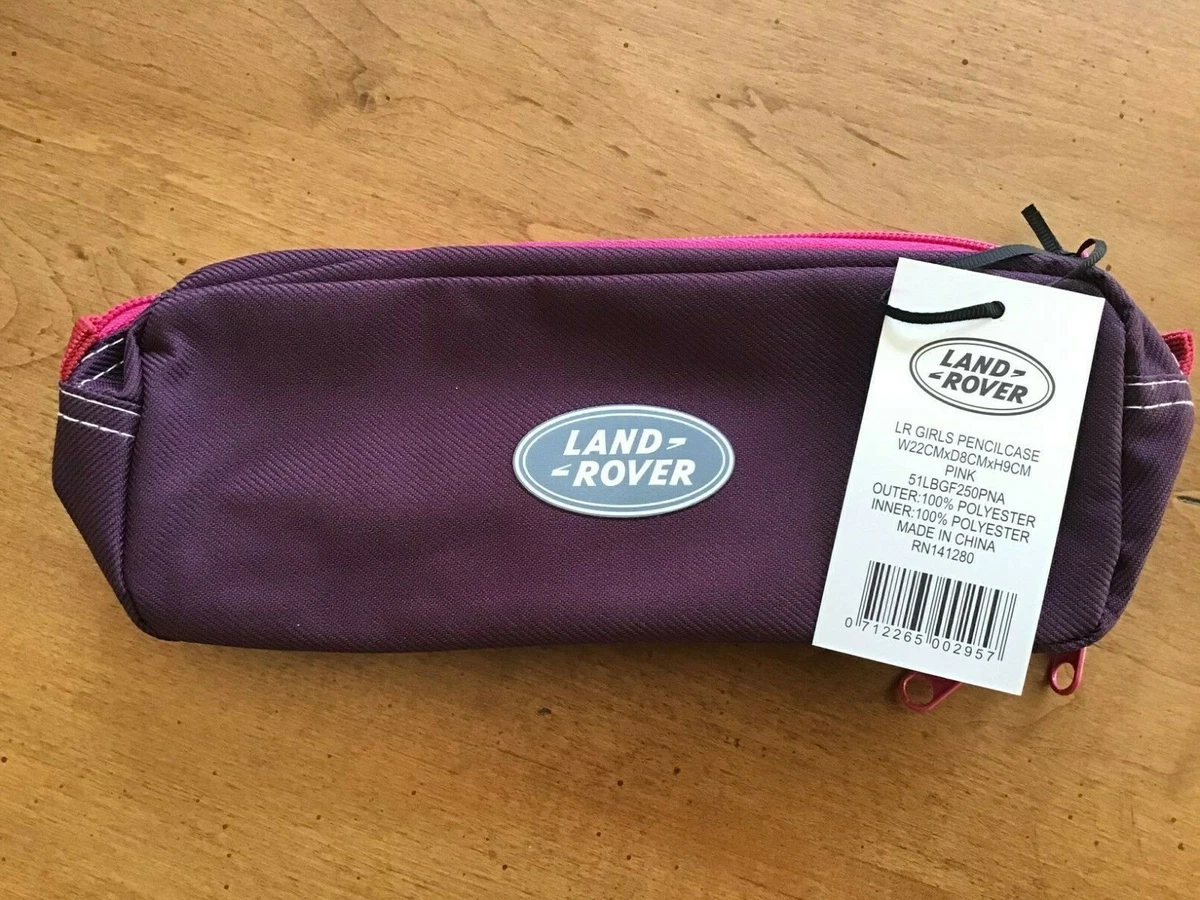 LAND
ROVER
LAND
ROVER
LR GIRLS PENCILCASE
W22CMxD8CMxH9CM
PINK
51LBGF250PNA
OUTER:100% POLYESTER
INNER:100% POLYESTER
MADE IN CHINA
RN141280
0 712265 002957